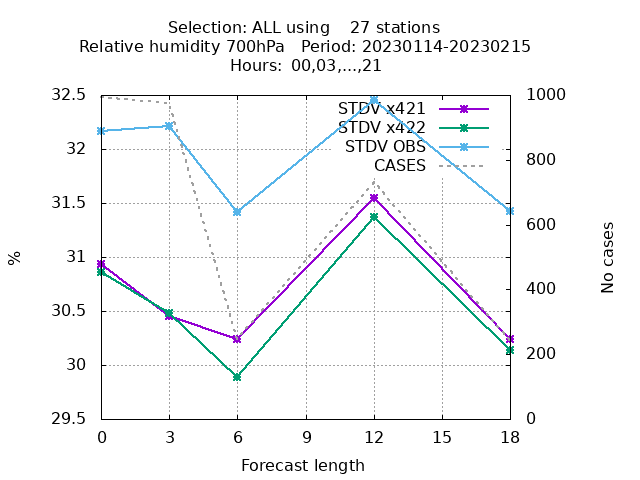 Selection: ALL using    27 stations
Relative humidity 700hPa   Period: 20230114-20230215
Hours:  00,03,...,21
32.5
32
31.5
31
30.5
30
29.5
%
STDV x421
STDV x422
STDV OBS
CASES
1000
800
600
400
200
0
No cases
0 3 6 9 12 15 18
Forecast length